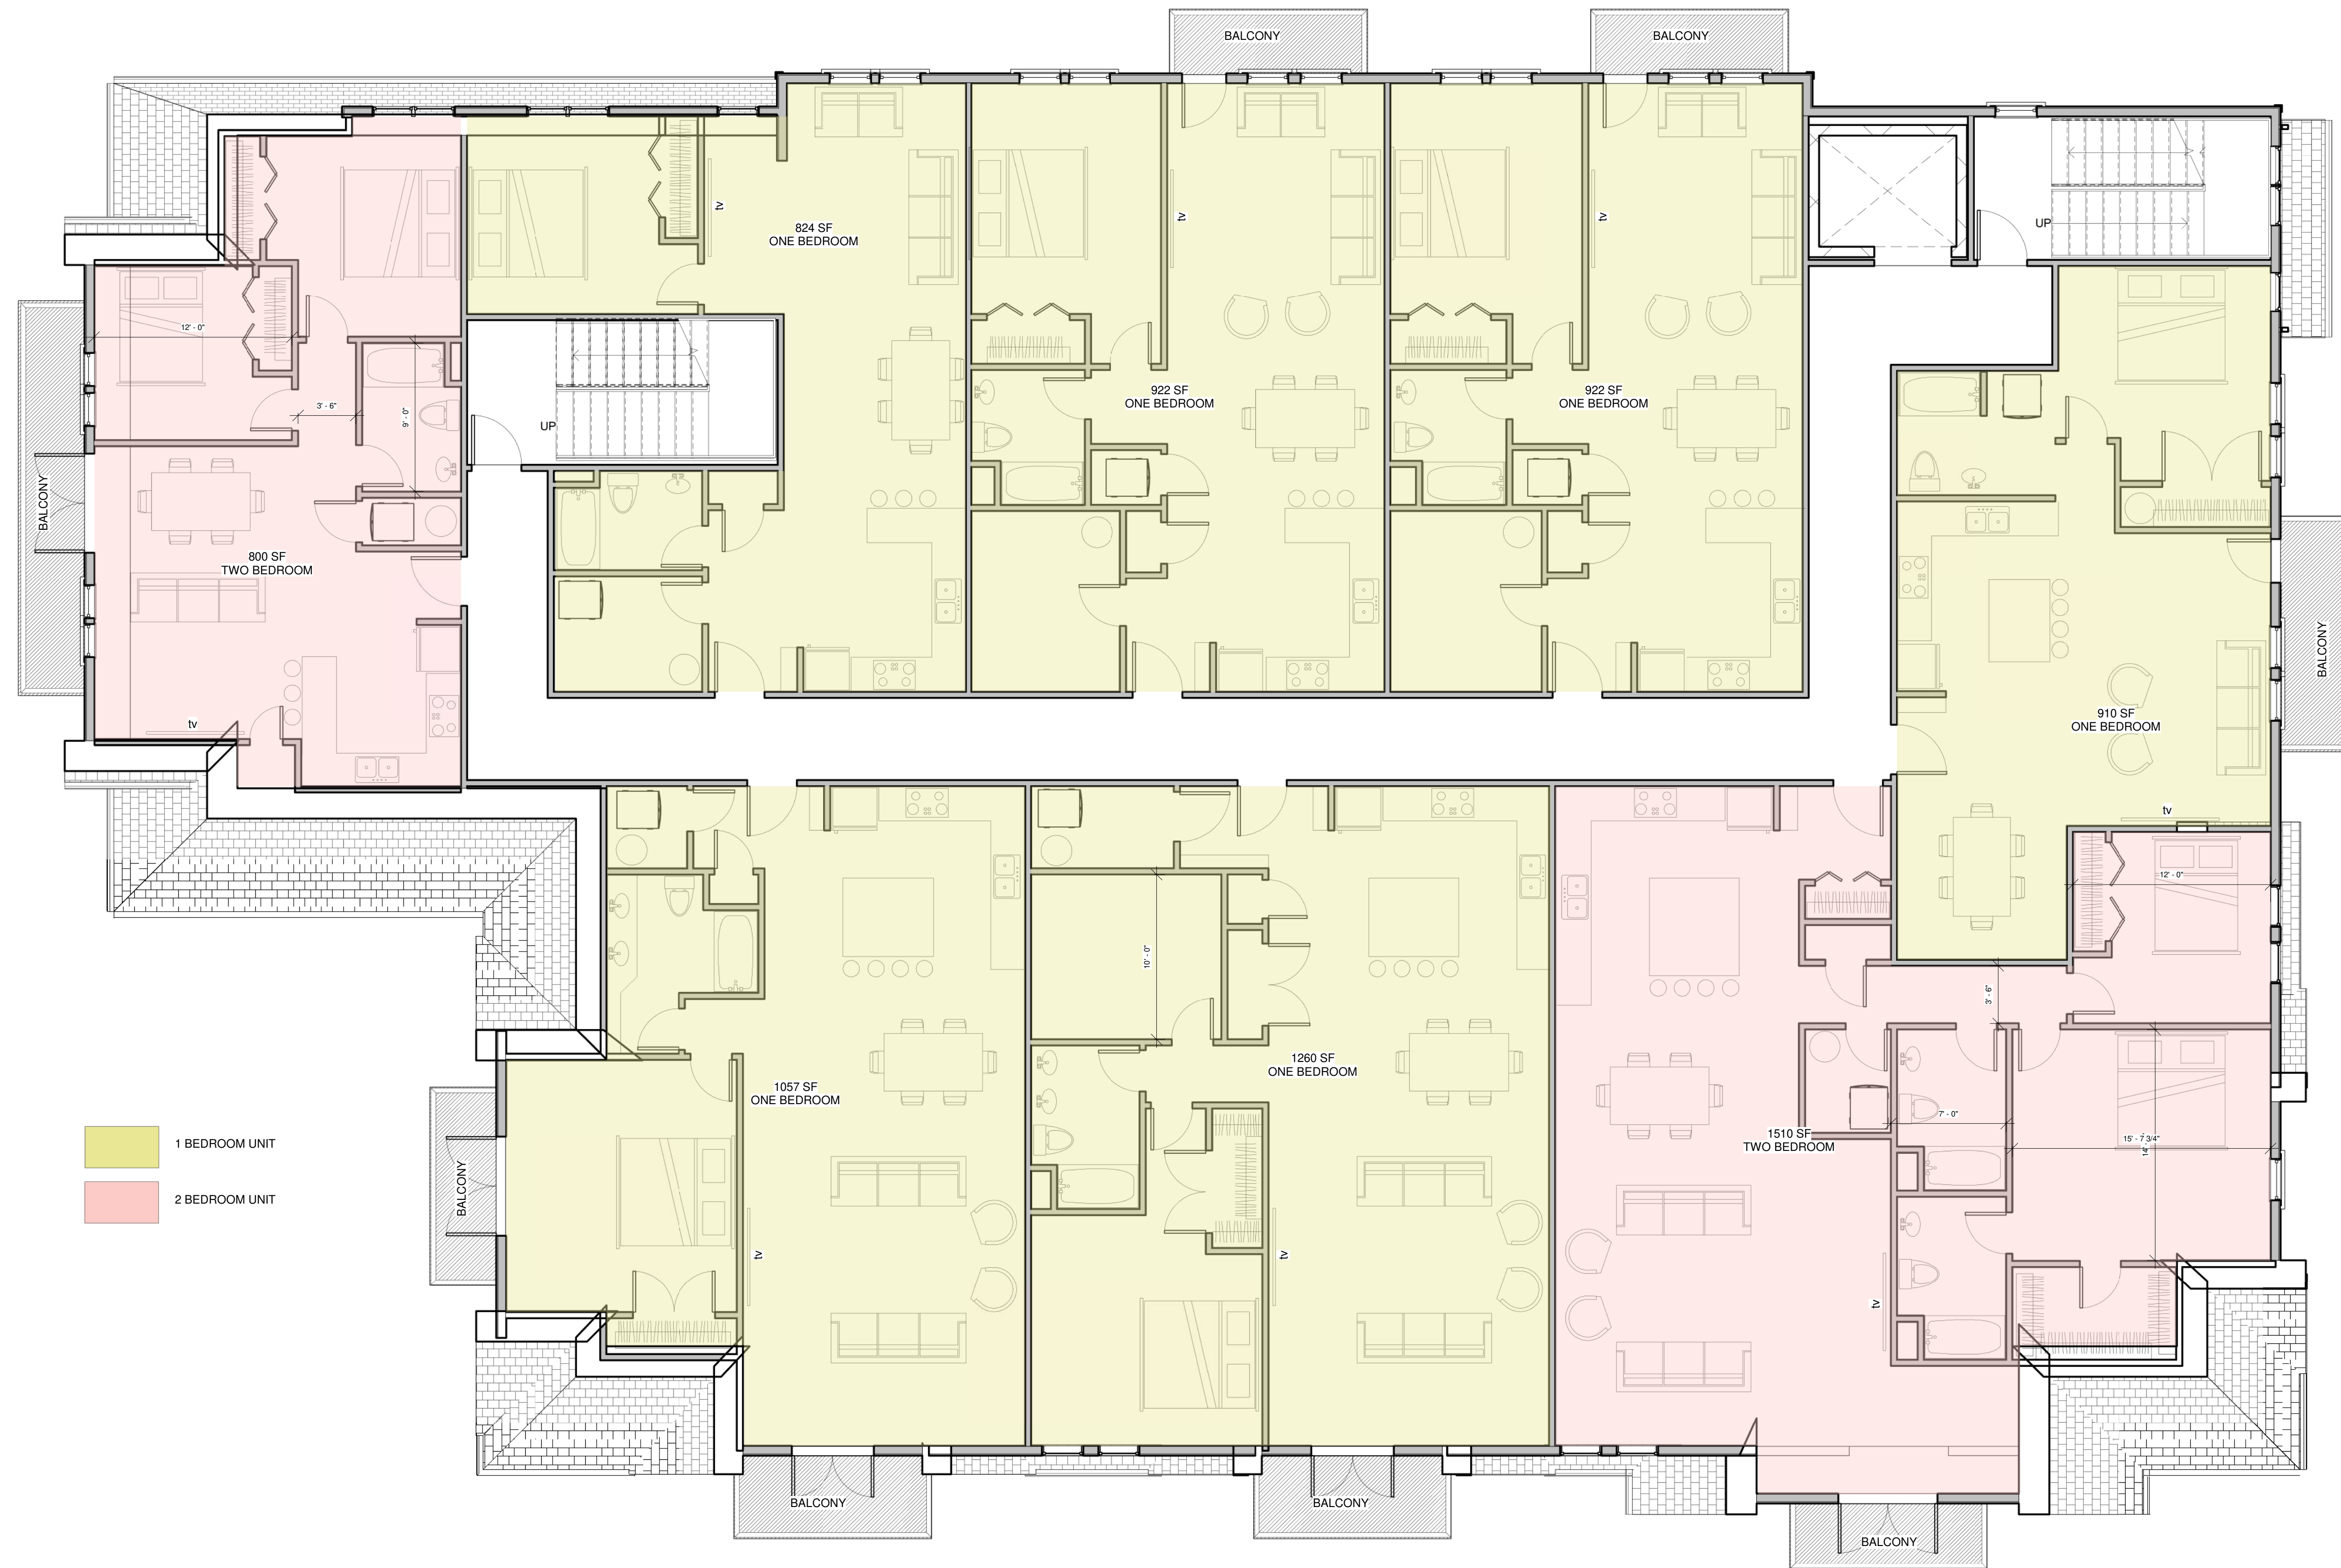 BALCONY
BALCONY
tv
824 SF
ONE BEDROOM
tv
tv
UP
12' - 0"
3' - 6"
9' - 0"
922 SF
ONE BEDROOM
922 SF
ONE BEDROOM
UP
BALCONY
800 SF
TWO BEDROOM
BALCONY
tv
910 SF
ONE BEDROOM
tv
12' - 0"
10' - 0"
3' - 6"
1057 SF
ONE BEDROOM
1260 SF
ONE BEDROOM
7' - 0"
1510 SF
TWO BEDROOM
15' - 7 3/4"
1 BEDROOM UNIT
2 BEDROOM UNIT
BALCONY
tv
tv
tv
BALCONY
BALCONY
BALCONY